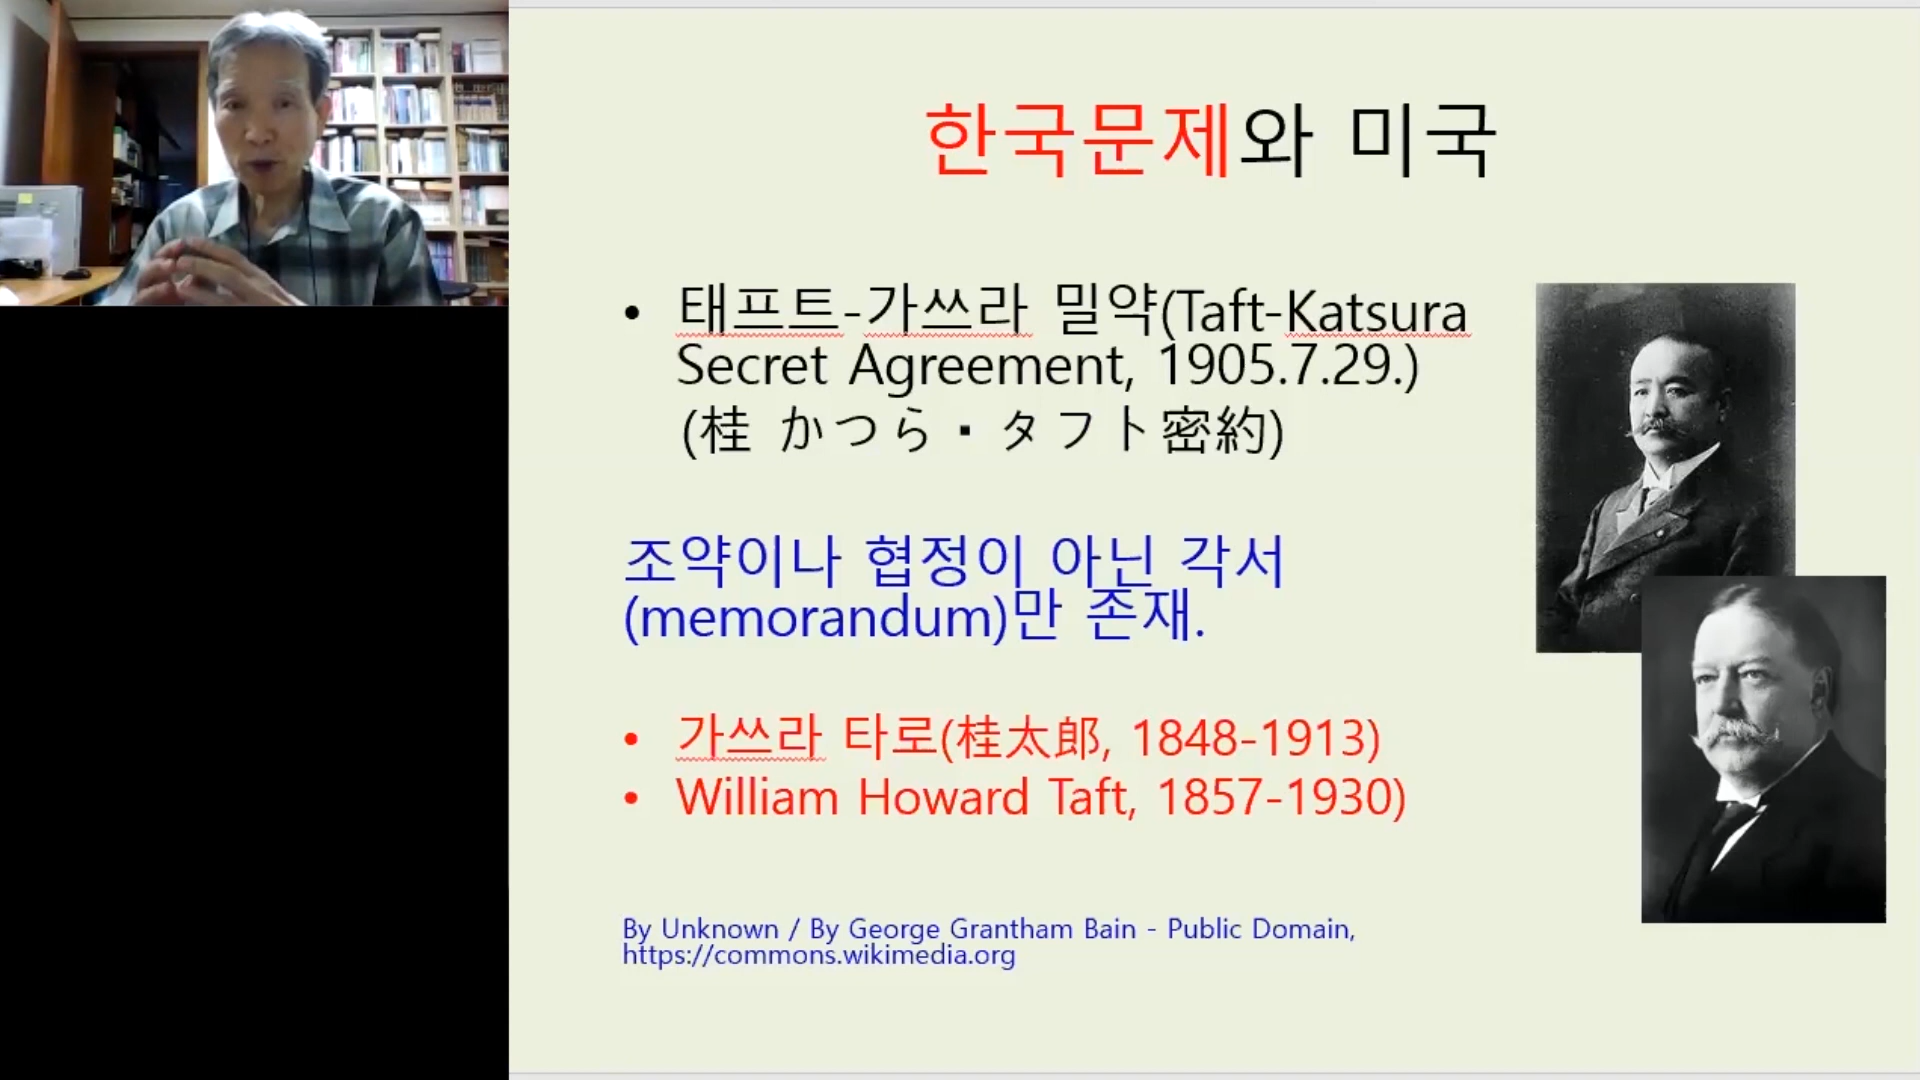 한국문제와 미국
• 태프트-가쓰라 밀약(Taft-Katsura
Secret Agreement, 1905.7.29.)
(桂 かつら・タフト密約)
조약이나 협정이 아닌 각서
(memorandum)만 존재.
• 가쓰라 타로(桂太郎, 1848-1913)
• William Howard Taft, 1857-1930)
By Unknown / By George Grantham Bain - Public Domain,
https://commons.wikimedia.org